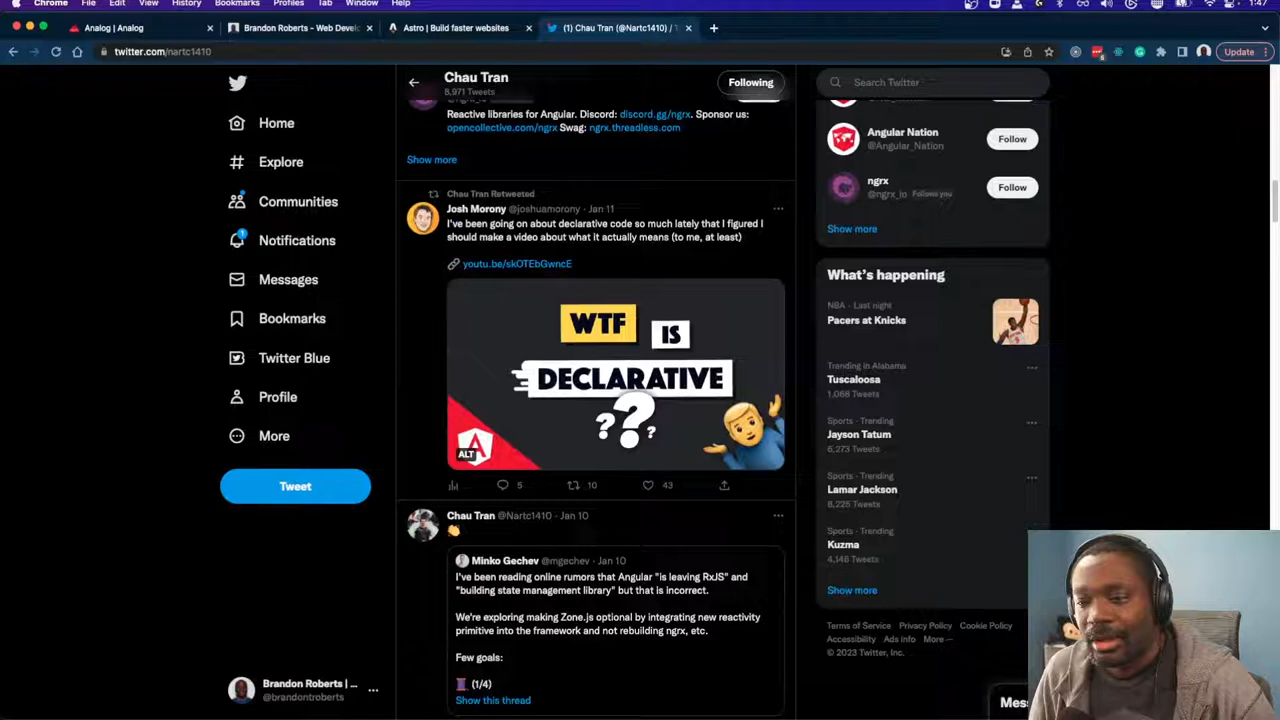 Chrome File Edit View History Bookmarks Profiles Tab Window Help
1:47
Analog | Analog
Brandon Roberts - Web Devel
Astro | Build faster websites
(1) Chau Tran (@Nartc1410) / T
twitter.com/nartc1410
Update
Home
Explore
Communities
Notifications
1
Messages
Bookmarks
Twitter Blue
Profile
More
Tweet
Brandon Roberts | ...
@brandontroberts
Chau Tran
8,971 Tweets
Following
Reactive libraries for Angular. Discord: discord.gg/ngrx. Sponsor us:
opencollective.com/ngrx Swag: ngrx.threadless.com
Show more
Chau Tran Retweeted
Josh Morony @joshuamorony · Jan 11
I've been going on about declarative code so much lately that I figured I
should make a video about what it actually means (to me, at least)
youtu.be/skOTEbGwncE
WTF
IS
DECLARATIVE
???
ALT
5
10
43
Chau Tran @Nartc1410 · Jan 10
Minko Gechev @mgechev · Jan 10
I've been reading online rumors that Angular "is leaving RxJS" and
"building state management library" but that is incorrect.
We're exploring making Zone.js optional by integrating new reactivity
primitive into the framework and not rebuilding ngrx, etc.
Few goals:
(1/4)
Show this thread
Search Twitter
Angular Nation
@Angular_Nation
Follow
ngrx
@ngrx_io Follows you
Follow
Show more
What's happening
NBA · Last night
Pacers at Knicks
Trending in Alabama
Tuscaloosa
1,068 Tweets
Sports · Trending
Jayson Tatum
6,273 Tweets
Sports · Trending
Lamar Jackson
8,225 Tweets
Sports · Trending
Kuzma
4,146 Tweets
Show more
Terms of Service Privacy Policy Cookie Policy
Accessibility Ads info More ...
© 2023 Twitter, Inc.